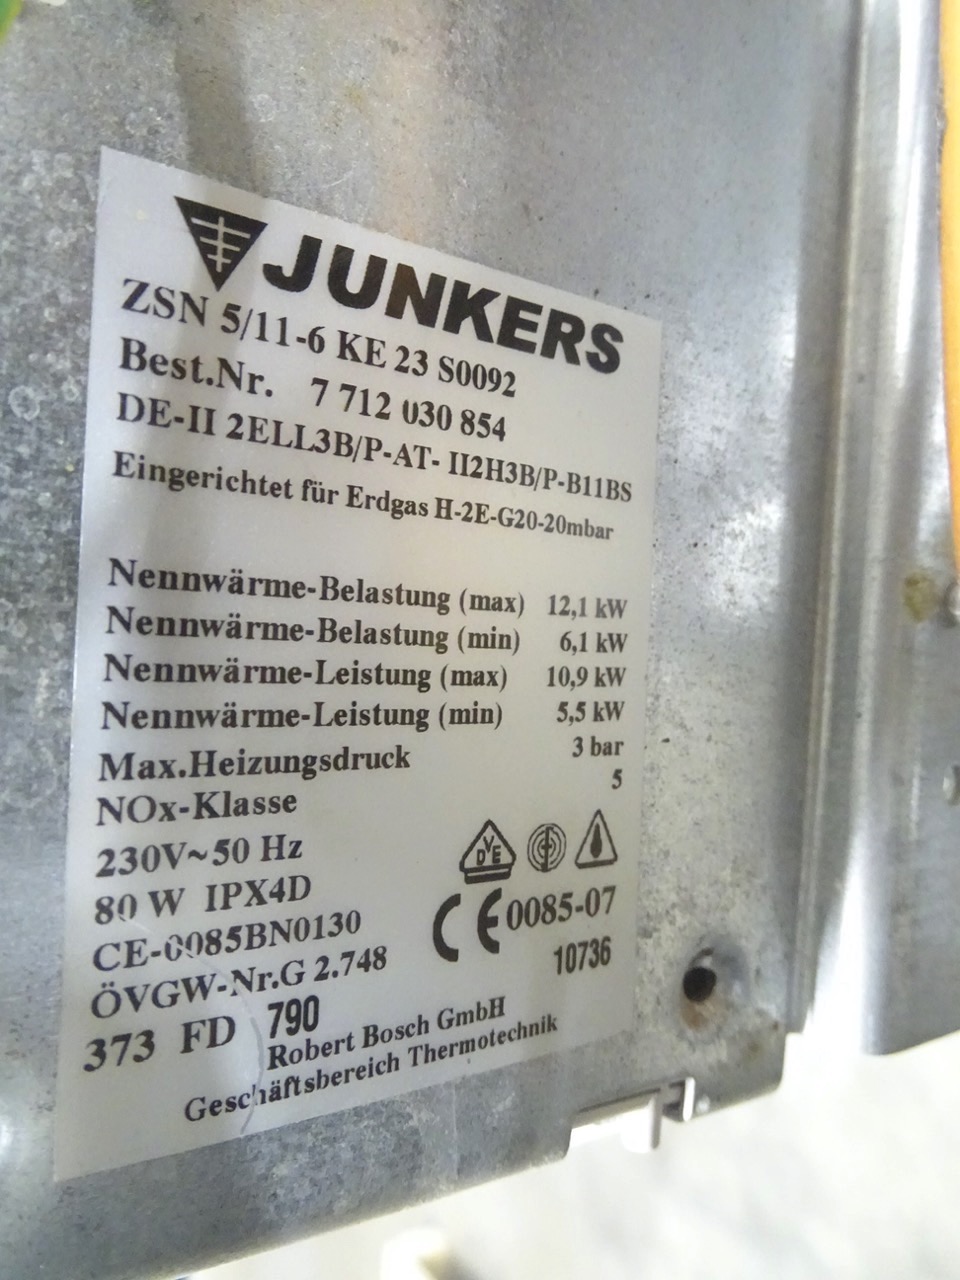 JUNKERS
ZSN 5/11-6 KE 23 S0092
Best.Nr. 7 712 030 854
DE-II 2ELL3B/P-AT- II2H3B/P-B11BS
Eingerichtet für Erdgas H-2E-G20-20mbar
Nennwärme-Belastung (max) 12,1 kW
Nennwärme-Belastung (min) 6,1 kW
Nennwärme-Leistung (max) 10,9 kW
Nennwärme-Leistung (min) 5,5 kW
Max.Heizungsdruck 3 bar
NOx-Klasse 5
230V~50 Hz
DVE
80 W IPX4D
CE 0085-07
CE-0085BN0130
10736
ÖVGW-Nr.G 2.748
373 FD 790
Robert Bosch GmbH
Geschäftsbereich Thermotechnik